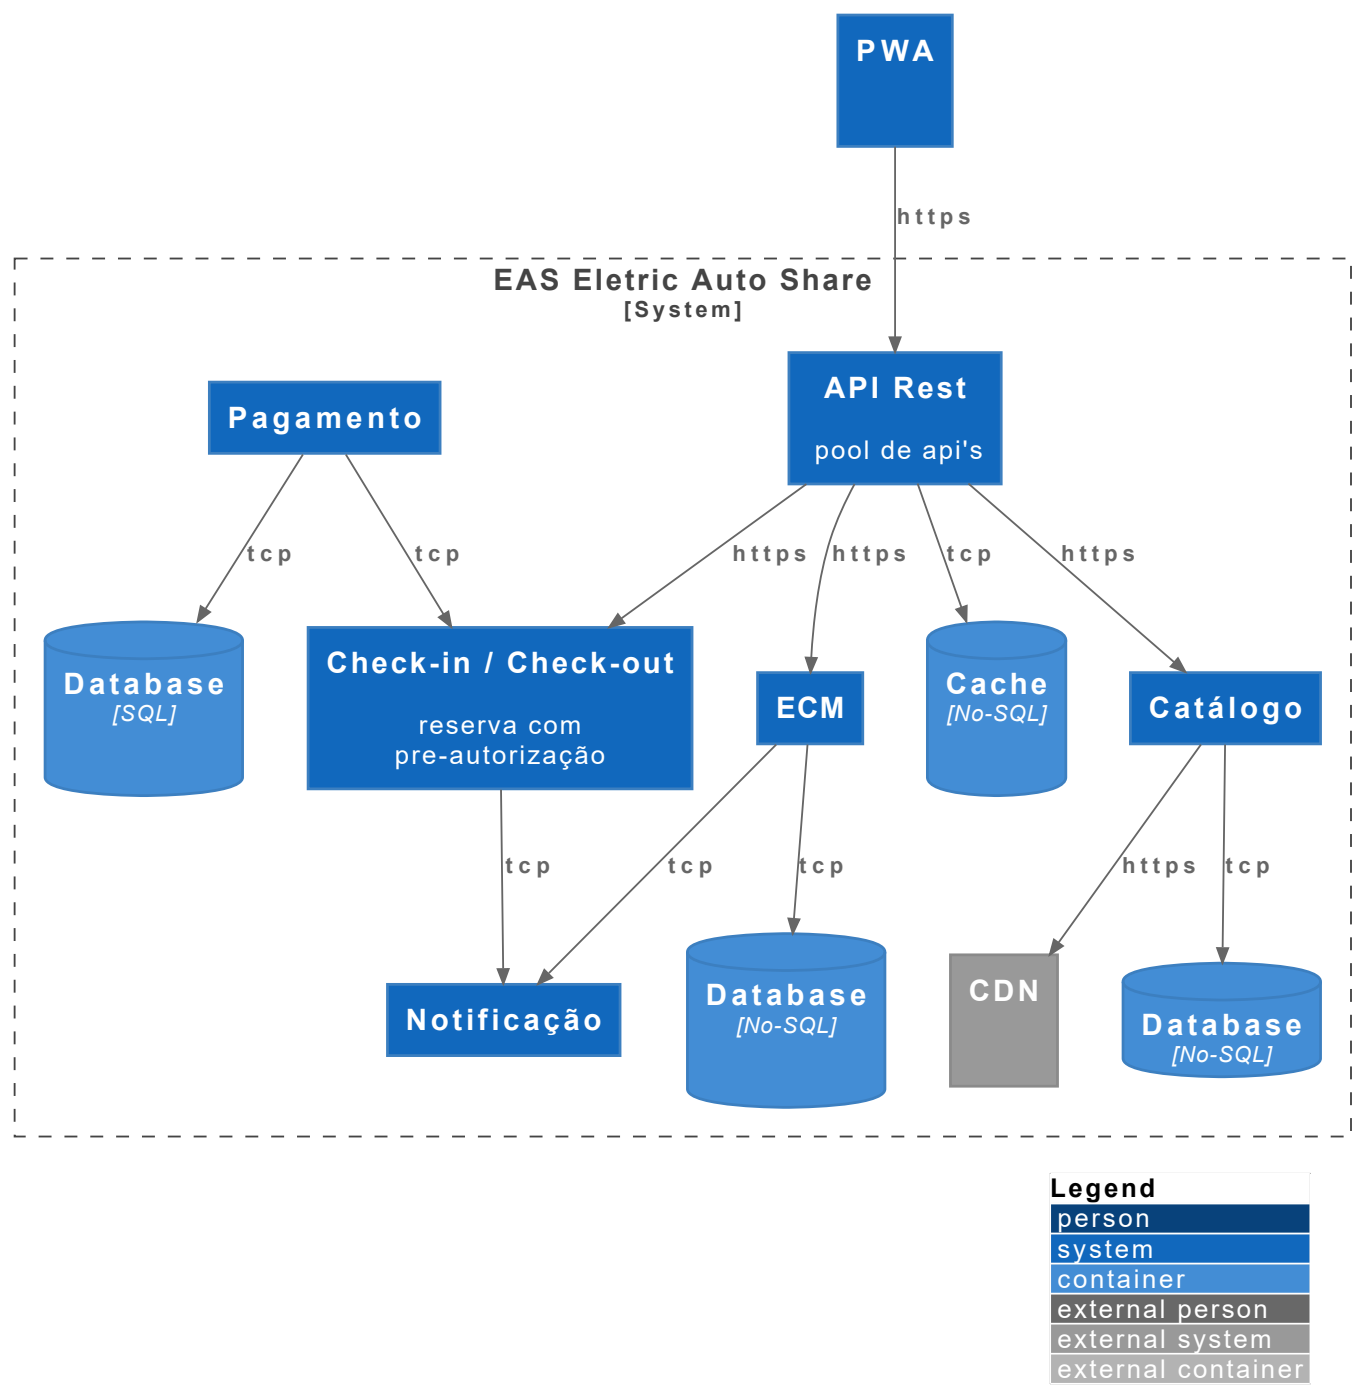 PWA
https
EAS Eletric Auto Share
[System]
API Rest
pool de api's
Pagamento
tcp
tcp
https
https
tcp
https
Database
[SQL]
Check-in / Check-out
reserva com
pre-autorização
ECM
Cache
[No-SQL]
Catálogo
tcp
tcp
tcp
https
tcp
Notificação
Database
[No-SQL]
CDN
Database
[No-SQL]
Legend
person
system
container
external person
external system
external container